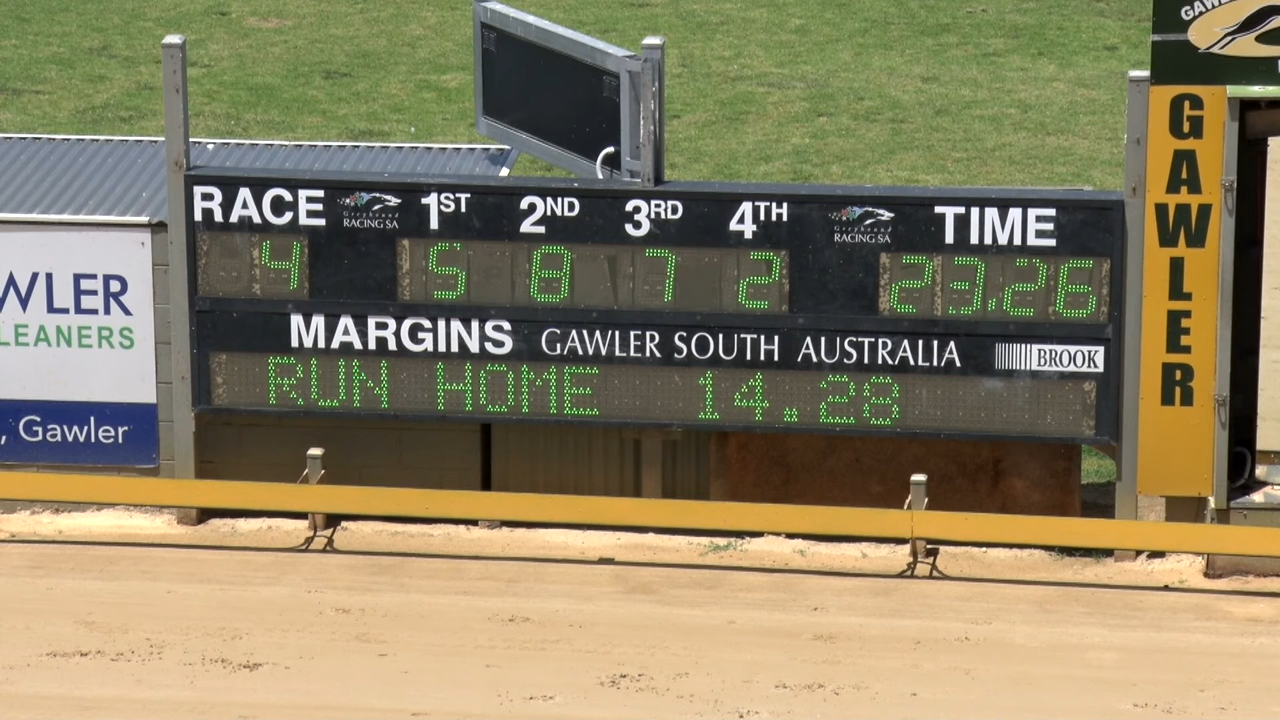 RACE Greyhound RACING SA 1ST 2ND 3RD 4TH Greyhound RACING SA TIME
4 5 8 7 2 23.26
MARGINS GAWLER SOUTH AUSTRALIA BROOK
RUN HOME 14.28
WLER
LEANERS
, Gawler
GAW
GAWLER